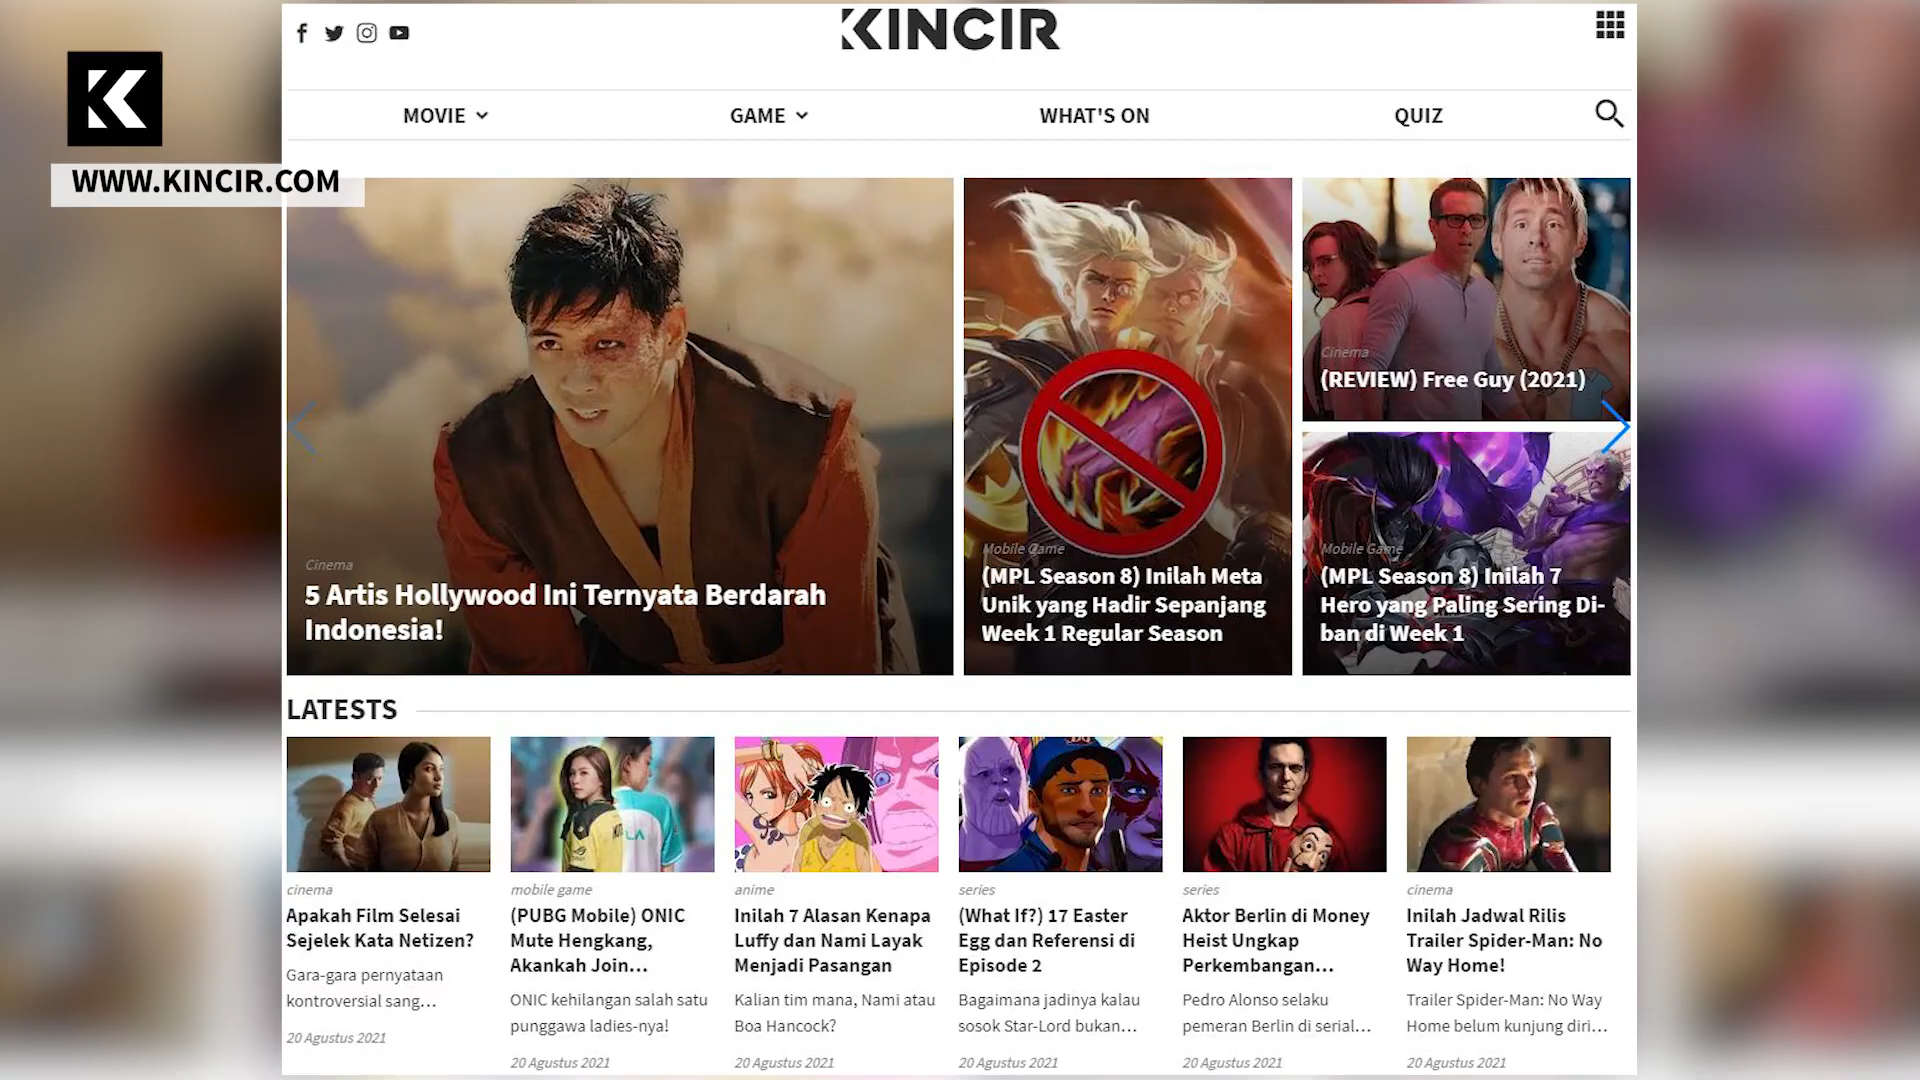 KINCIR
WWW.KINCIR.COM
MOVIE
GAME
WHAT'S ON
QUIZ
Cinema
5 Artis Hollywood Ini Ternyata Berdarah
Indonesia!
Mobile Game
(MPL Season 8) Inilah Meta
Unik yang Hadir Sepanjang
Week 1 Regular Season
Cinema
(REVIEW) Free Guy (2021)
Mobile Game
(MPL Season 8) Inilah 7
Hero yang Paling Sering Di-
ban di Week 1
LATESTS
cinema
Apakah Film Selesai
Sejelek Kata Netizen?
Gara-gara pernyataan
kontroversial sang...
20 Agustus 2021
mobile game
(PUBG Mobile) ONIC
Mute Hengkang,
Akankah Join...
ONIC kehilangan salah satu
punggawa ladies-nya!
20 Agustus 2021
anime
Inilah 7 Alasan Kenapa
Luffy dan Nami Layak
Menjadi Pasangan
Kalian tim mana, Nami atau
Boa Hancock?
20 Agustus 2021
series
(What If?) 17 Easter
Egg dan Referensi di
Episode 2
Bagaimana jadinya kalau
sosok Star-Lord bukan...
20 Agustus 2021
series
Aktor Berlin di Money
Heist Ungkap
Perkembangan...
Pedro Alonso selaku
pemeran Berlin di serial...
20 Agustus 2021
cinema
Inilah Jadwal Rilis
Trailer Spider-Man: No
Way Home!
Trailer Spider-Man: No Way
Home belum kunjung diri...
20 Agustus 2021